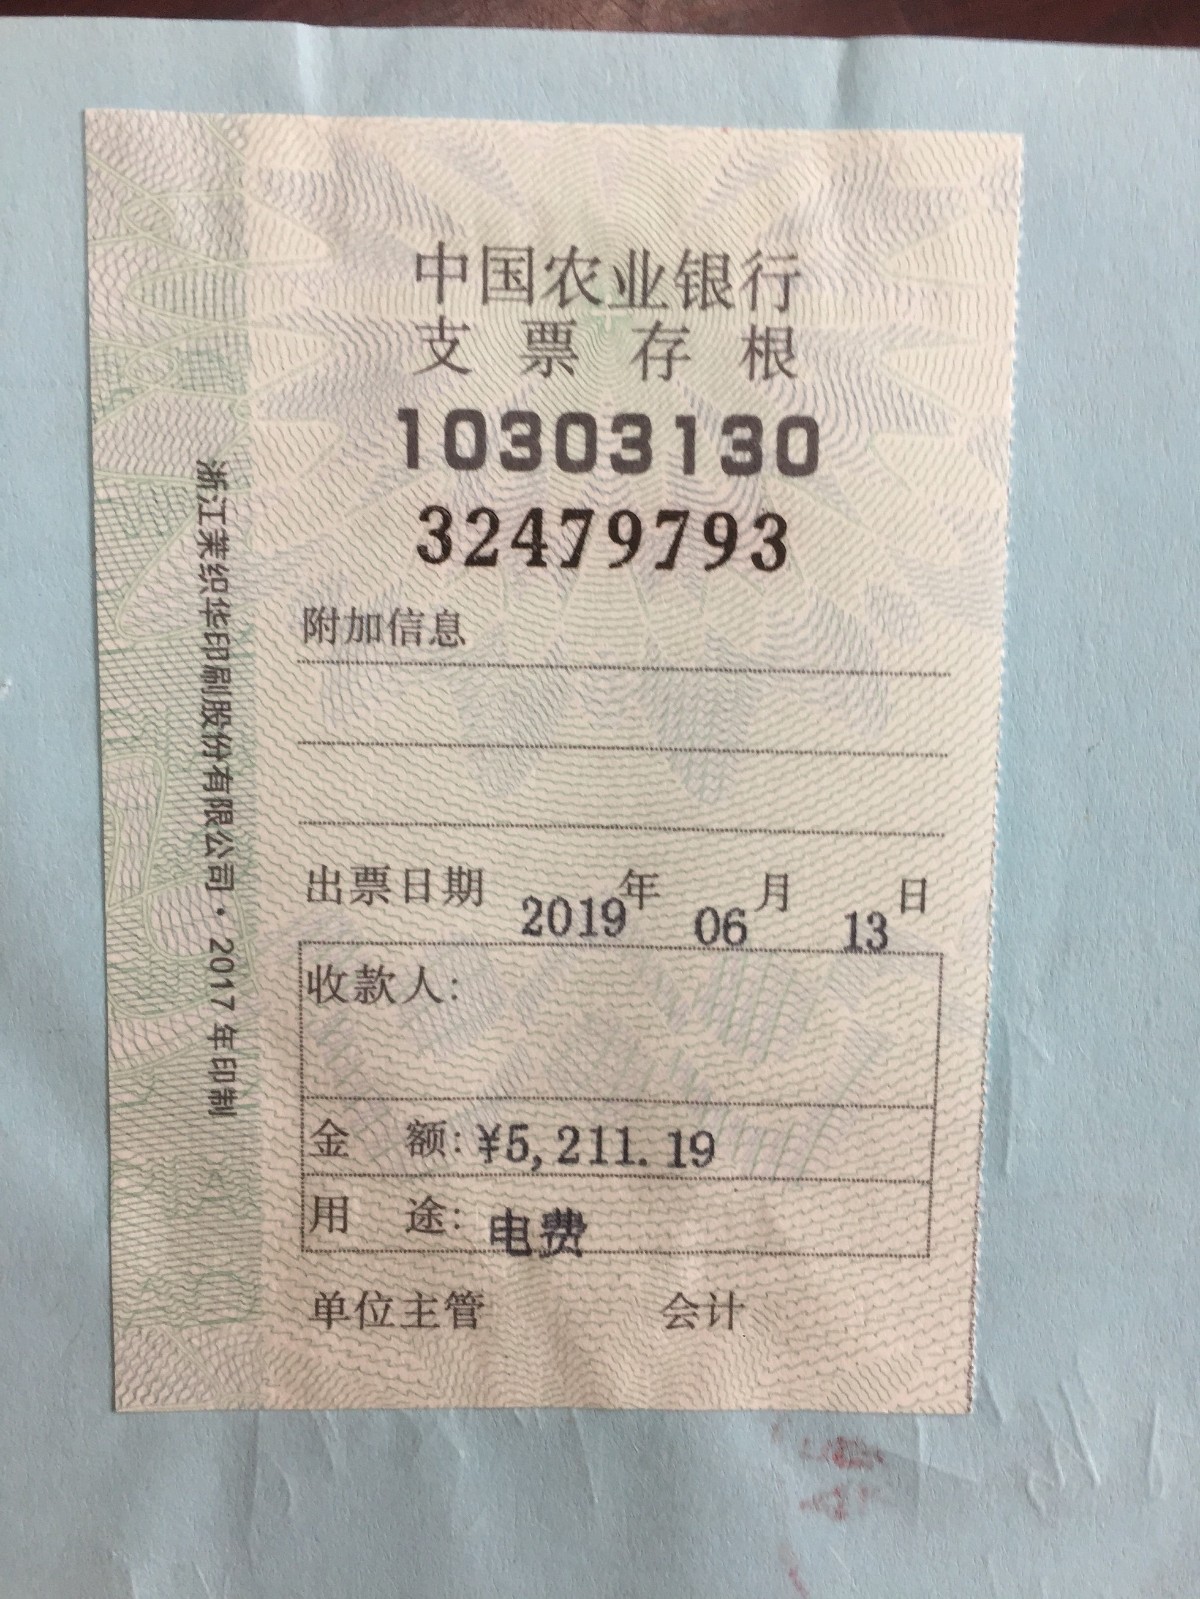 中国农业银行
支票存根
10303130
32479793
附加信息
出票日期 2019年 06月 13日
收款人:
金 额: ¥5,211.19
用 途: 电费
单位主管 会计
浙江茉织华印刷股份有限公司·2017年印制